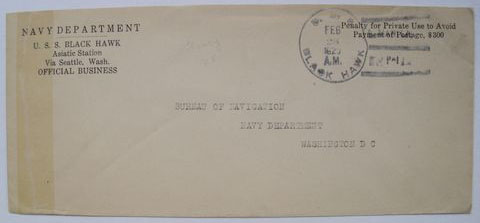 NAVY DEPARTMENT
U. S. S. BLACK HAWK
Asiatic Station
Via Seattle, Wash.
OFFICIAL BUSINESS
Penalty for Private Use to Avoid
Payment of Postage, $300
FEB
A.M.
BLACK HAWK
BUREAU OF NAVIGATION
NAVY DEPARTMENT
WASHINGTON D C